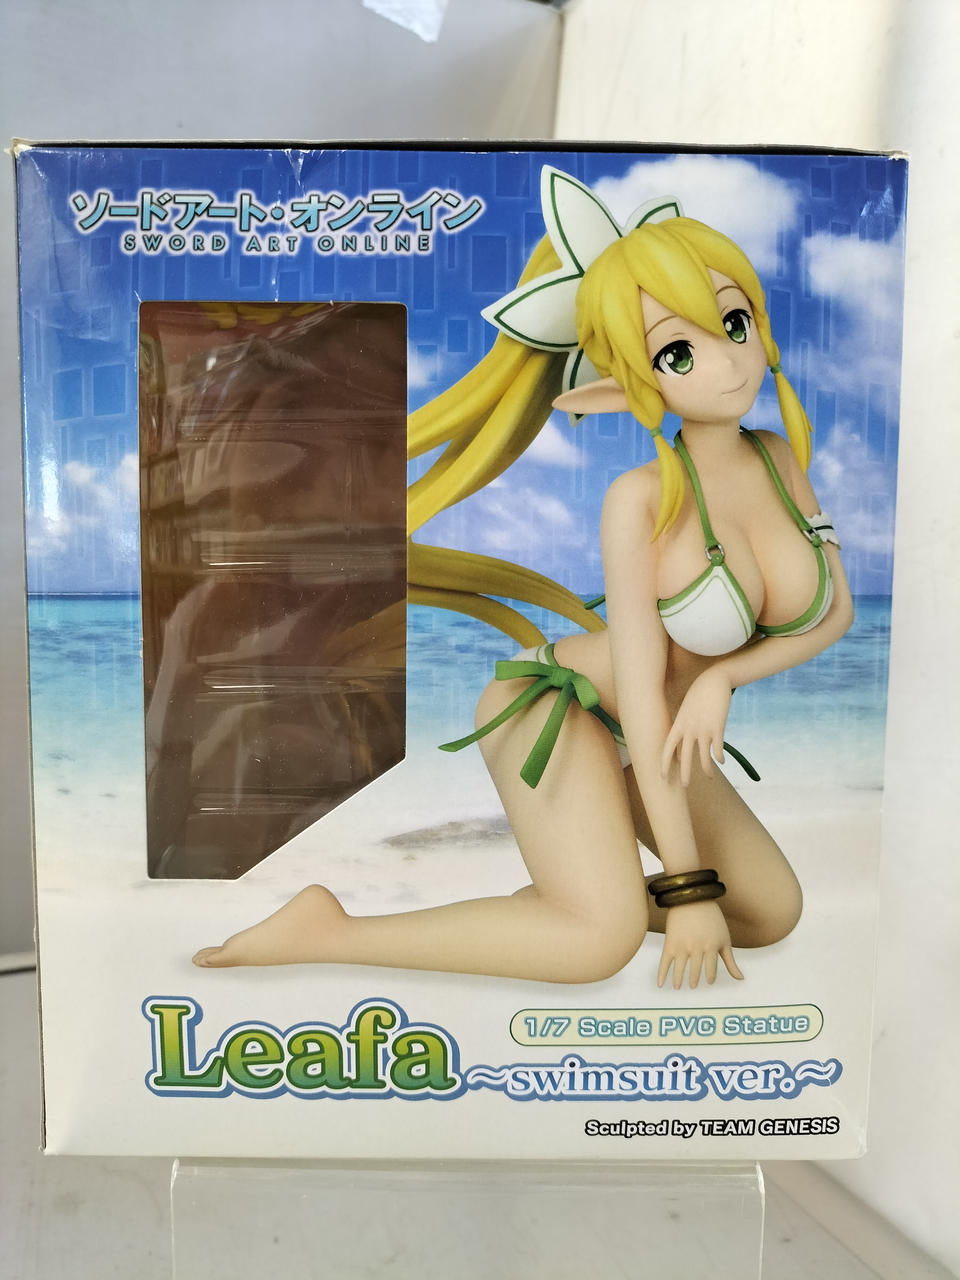 ソードアート・オンライン
SWORD ART ONLINE
1/7 Scale PVC Statue
Leafa
~swimsuit ver.~
Sculpted by TEAM GENESIS